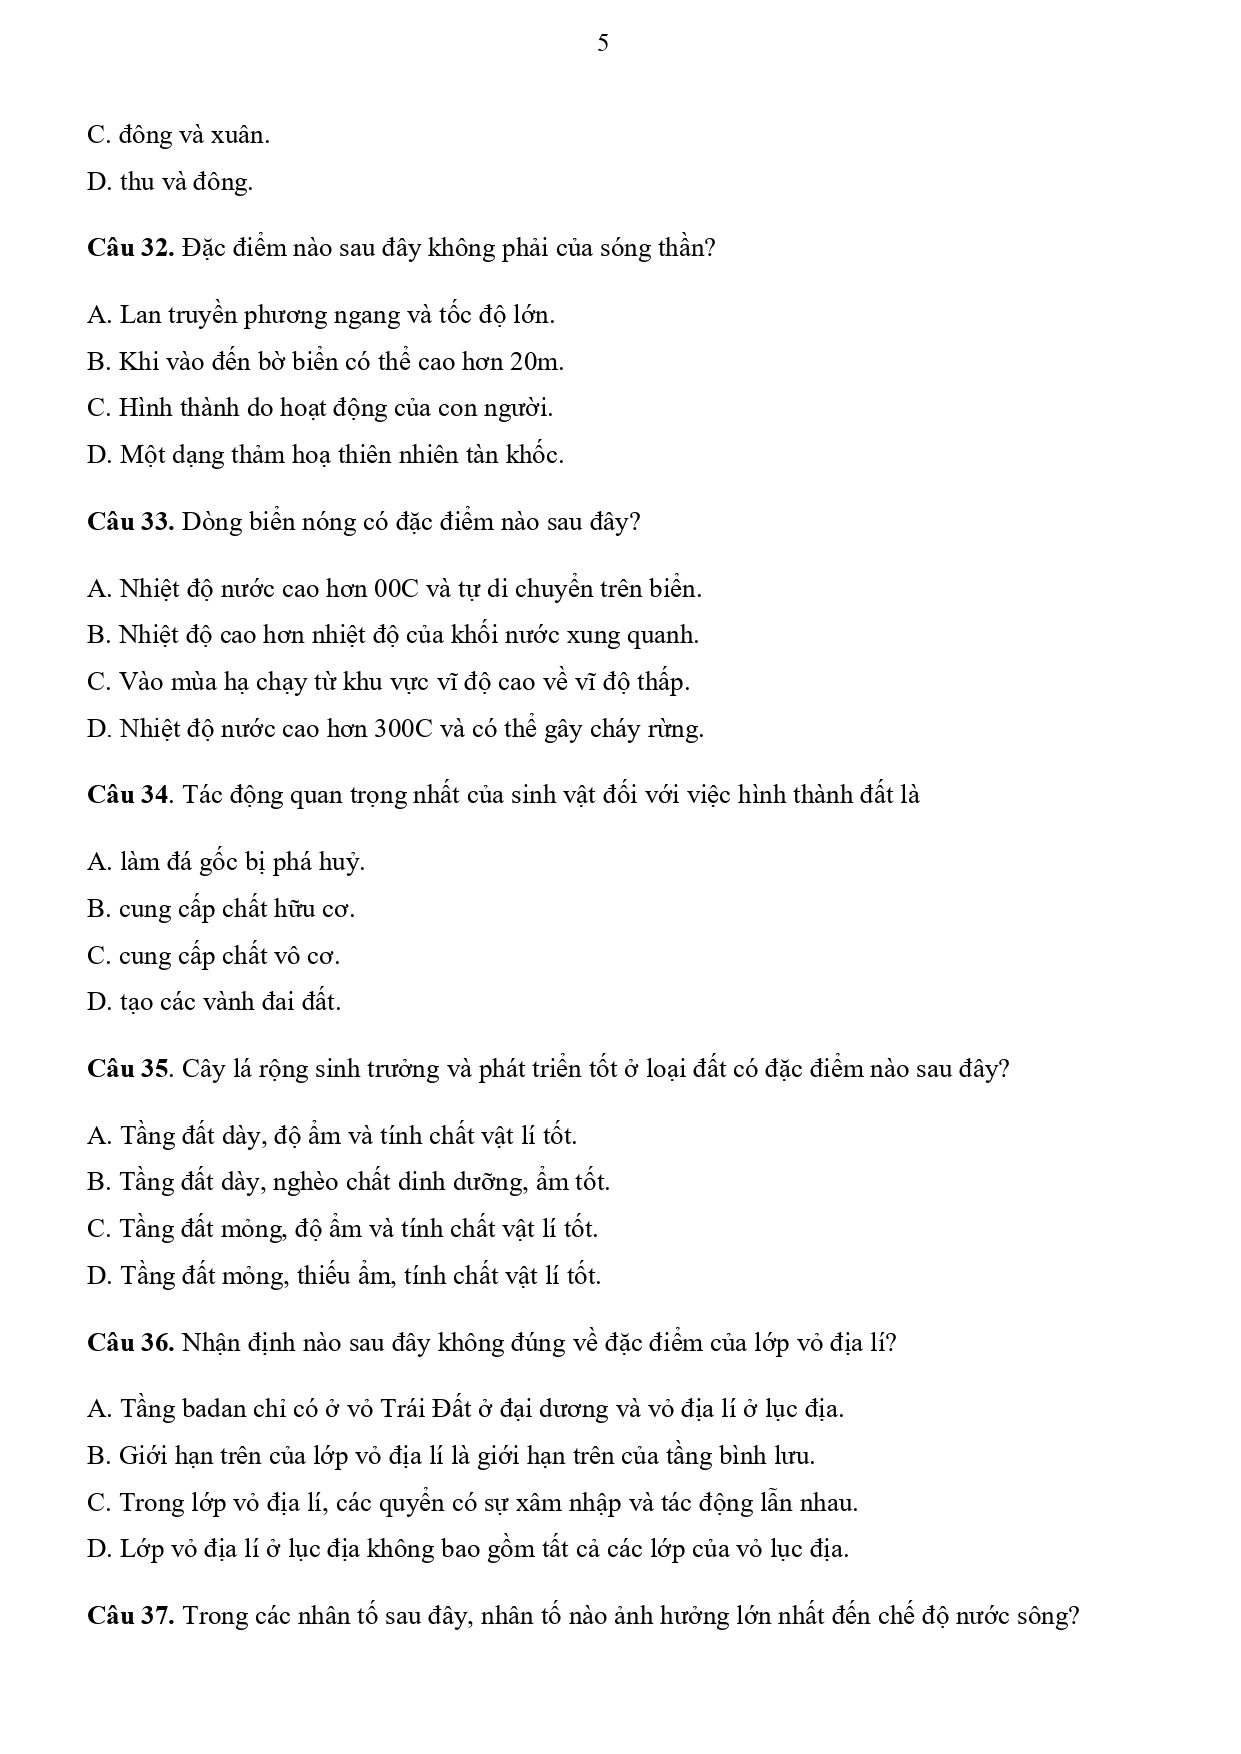 5
C. đông và xuân.
D. thu và đông.
Câu 32. Đặc điểm nào sau đây không phải của sóng thần?
A. Lan truyền phương ngang và tốc độ lớn.
B. Khi vào đến bờ biển có thể cao hơn 20m.
C. Hình thành do hoạt động của con người.
D. Một dạng thảm hoạ thiên nhiên tàn khốc.
Câu 33. Dòng biển nóng có đặc điểm nào sau đây?
A. Nhiệt độ nước cao hơn 00C và tự di chuyển trên biển.
B. Nhiệt độ cao hơn nhiệt độ của khối nước xung quanh.
C. Vào mùa hạ chạy từ khu vực vĩ độ cao về vĩ độ thấp.
D. Nhiệt độ nước cao hơn 300C và có thể gây cháy rừng.
Câu 34. Tác động quan trọng nhất của sinh vật đối với việc hình thành đất là
A. làm đá gốc bị phá huỷ.
B. cung cấp chất hữu cơ.
C. cung cấp chất vô cơ.
D. tạo các vành đai đất.
Câu 35. Cây lá rộng sinh trưởng và phát triển tốt ở loại đất có đặc điểm nào sau đây?
A. Tầng đất dày, độ ẩm và tính chất vật lí tốt.
B. Tầng đất dày, nghèo chất dinh dưỡng, ẩm tốt.
C. Tầng đất mỏng, độ ẩm và tính chất vật lí tốt.
D. Tầng đất mỏng, thiếu ẩm, tính chất vật lí tốt.
Câu 36. Nhận định nào sau đây không đúng về đặc điểm của lớp vỏ địa lí?
A. Tầng badan chỉ có ở vỏ Trái Đất ở đại dương và vỏ địa lí ở lục địa.
B. Giới hạn trên của lớp vỏ địa lí là giới hạn trên của tầng bình lưu.
C. Trong lớp vỏ địa lí, các quyển có sự xâm nhập và tác động lẫn nhau.
D. Lớp vỏ địa lí ở lục địa không bao gồm tất cả các lớp của vỏ lục địa.
Câu 37. Trong các nhân tố sau đây, nhân tố nào ảnh hưởng lớn nhất đến chế độ nước sông?